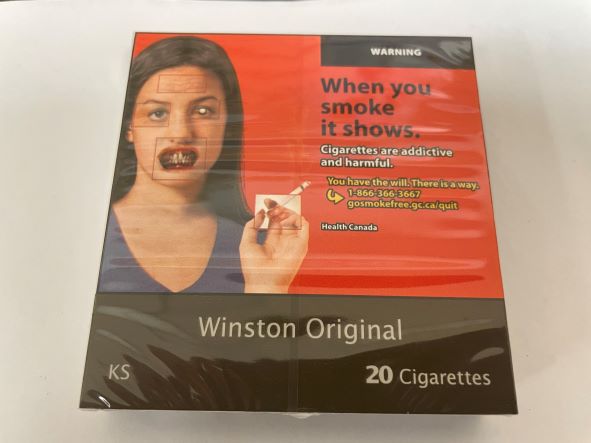 WARNING
When you
smoke
it shows.
Cigarettes are addictive
and harmful.
You have the will. There is a way.
1-866-366-3667
gosmokefree.gc.ca/quit
Health Canada
Winston Original
KS
20 Cigarettes